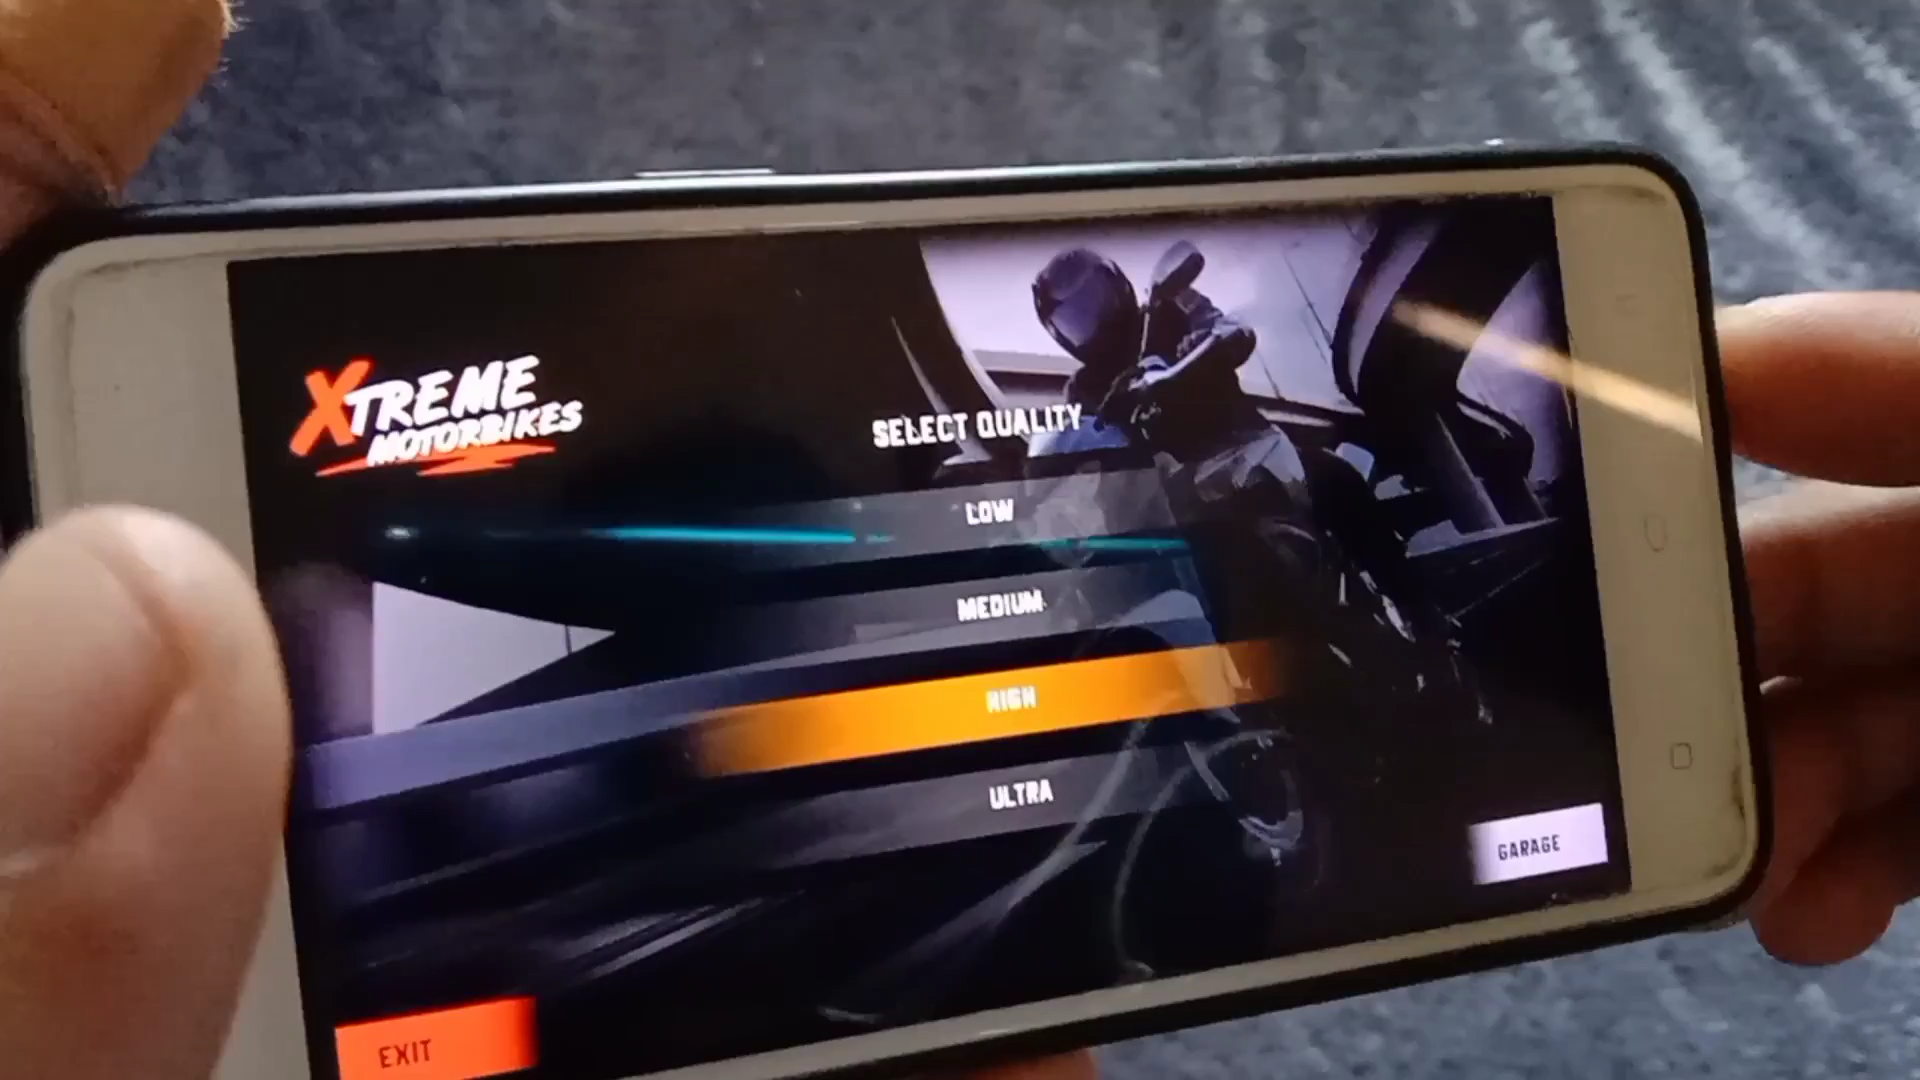 XTREME
MOTORBIKES
SELECT QUALITY
LOW
MEDIUM
HIGH
ULTRA
GARAGE
EXIT